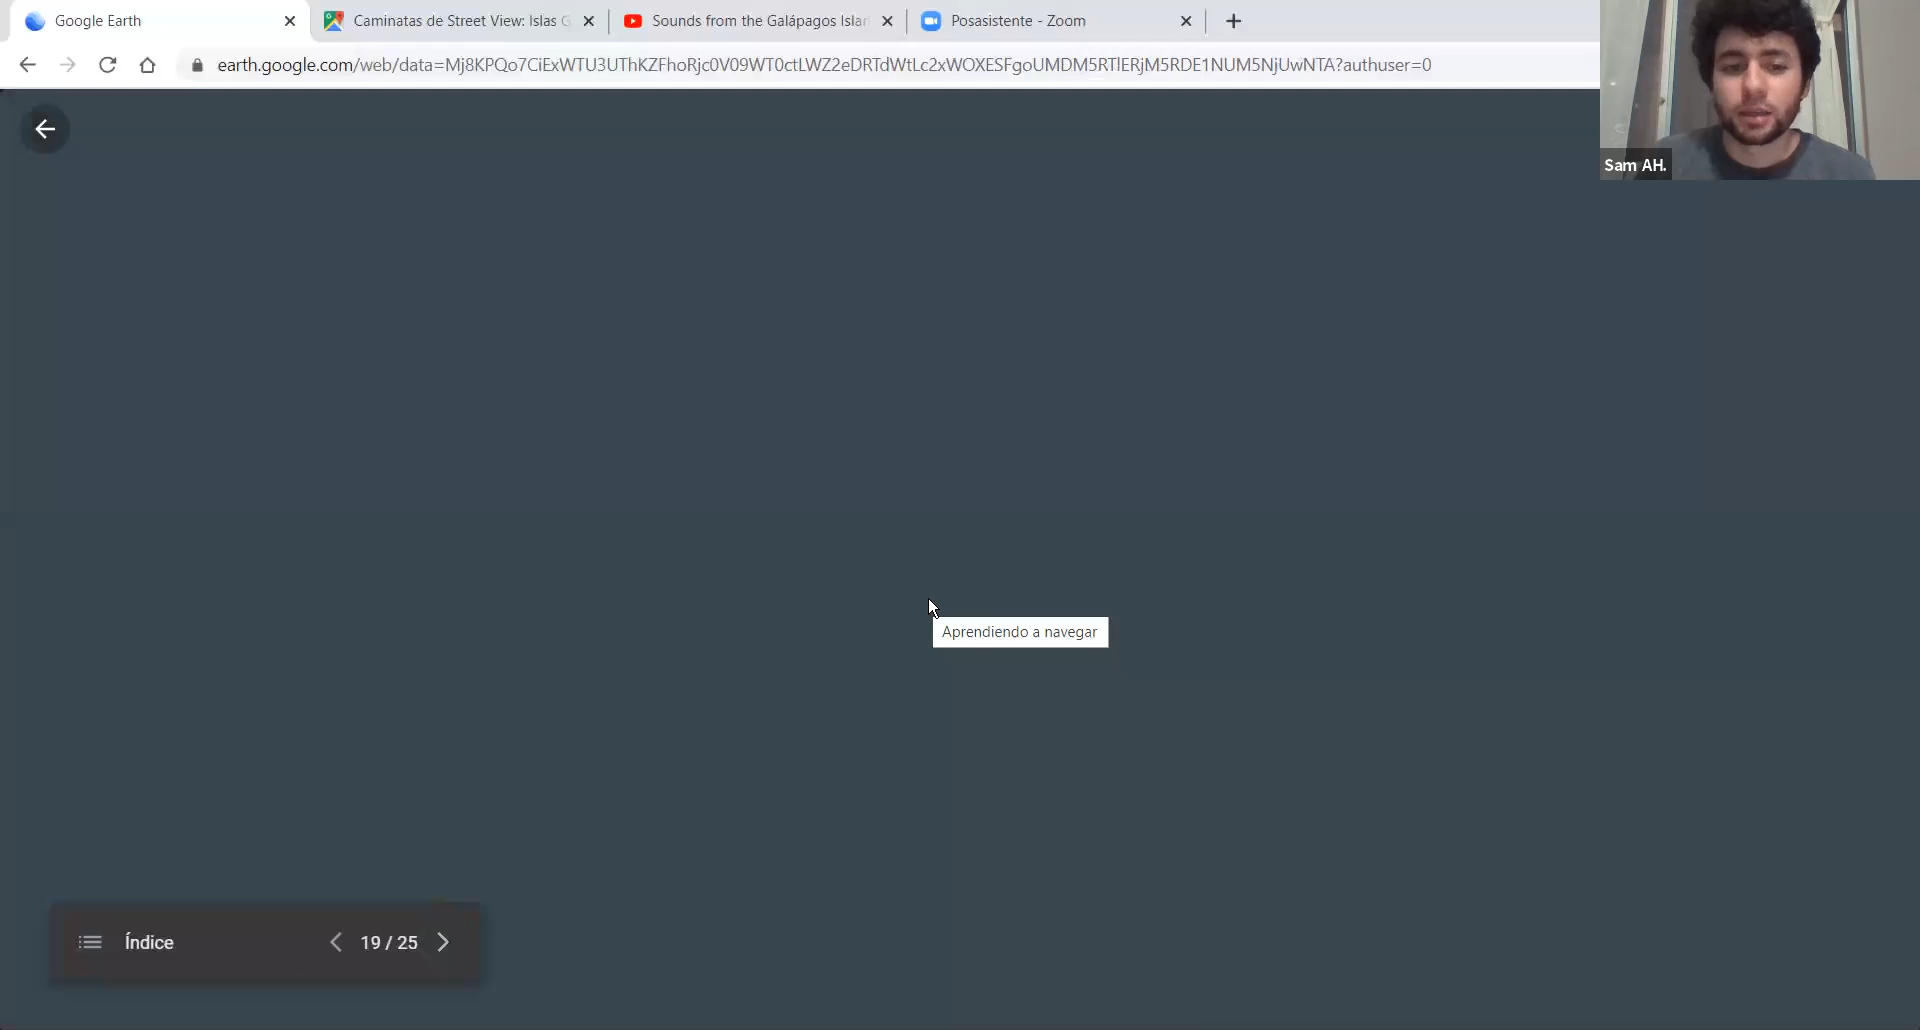 Google Earth
Caminatas de Street View: Islas G
Sounds from the Galápagos Islan
Posasistente - Zoom
earth.google.com/web/data=Mj8KPQo7CiExWTU3UThKZFhoRjc0V09WT0ctLWZ2eDRTdWtLc2xWOXESFgoUMDM5RTlERjM5RDE1NUM5NjUwNTA?authuser=0
Sam AH.
Aprendiendo a navegar
Índice
19 / 25